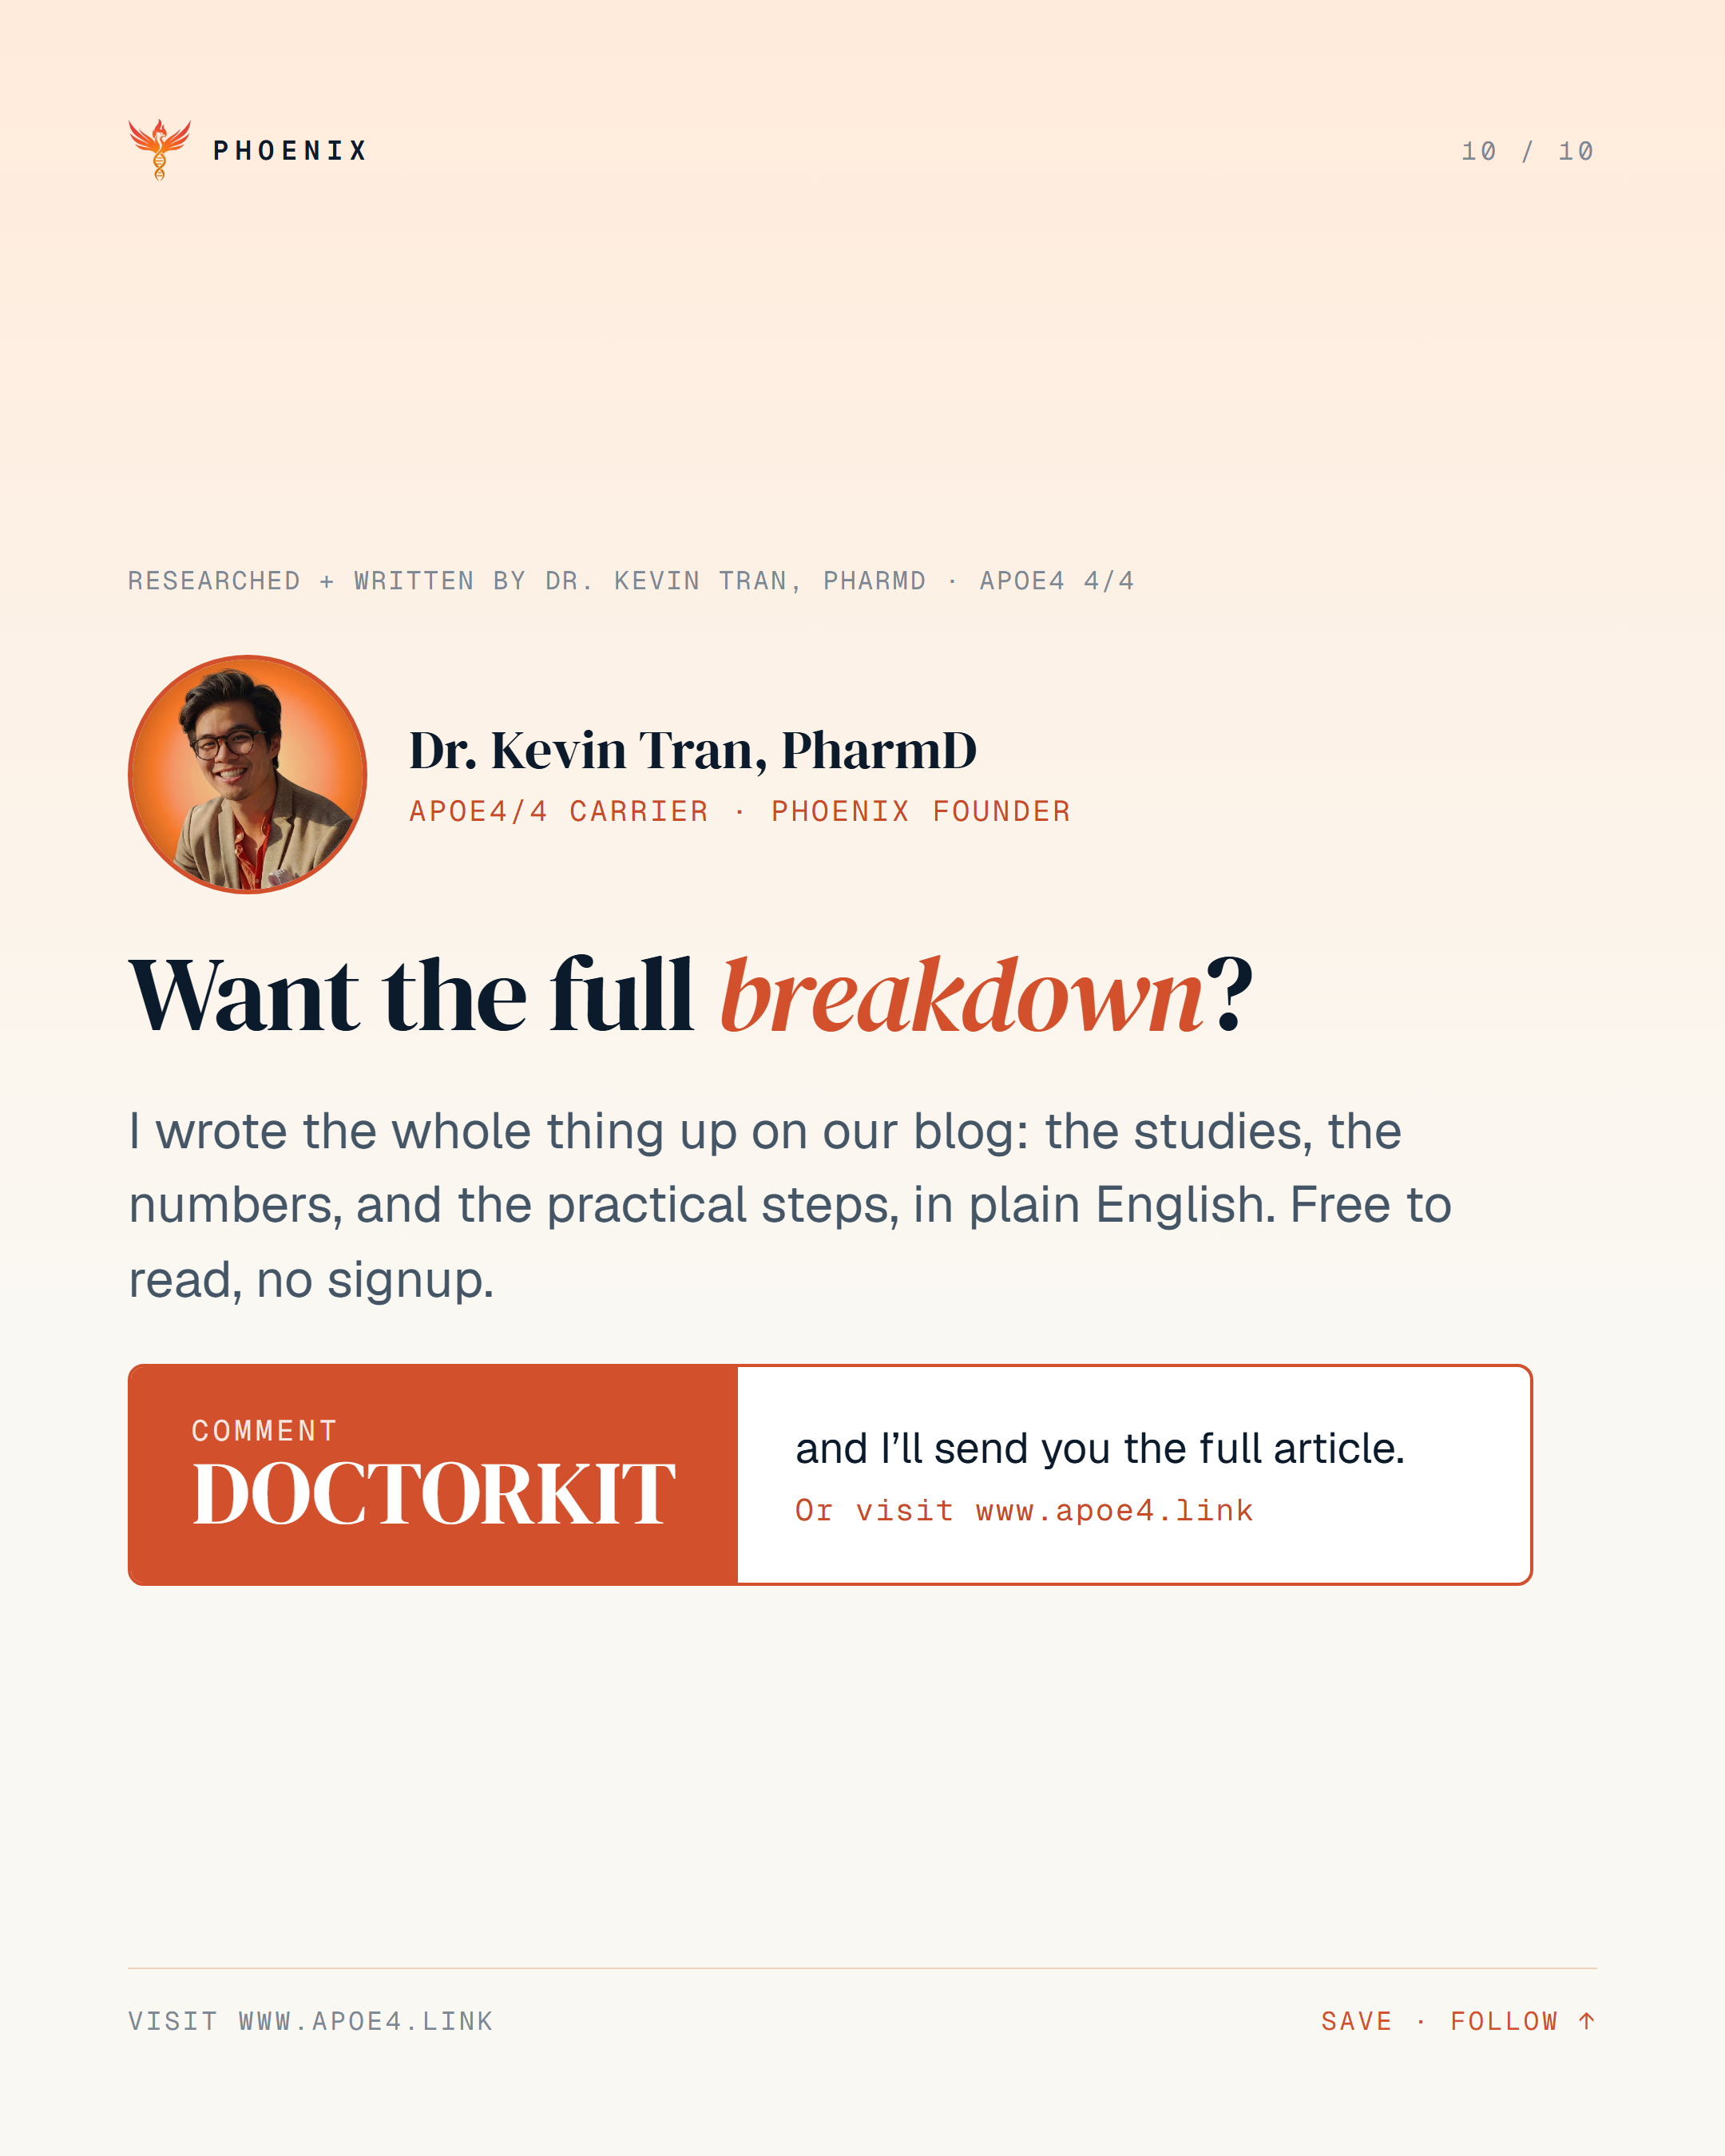 PHOENIX
10 / 10
RESEARCHED + WRITTEN BY DR. KEVIN TRAN, PHARMD · APOE4 4/4
Dr. Kevin Tran, PharmD
APOE4/4 CARRIER · PHOENIX FOUNDER
Want the full breakdown?
I wrote the whole thing up on our blog: the studies, the
numbers, and the practical steps, in plain English. Free to
read, no signup.
COMMENT
DOCTORKIT
and I’ll send you the full article.
Or visit www.apoe4.link
VISIT WWW.APOE4.LINK
SAVE · FOLLOW ↑